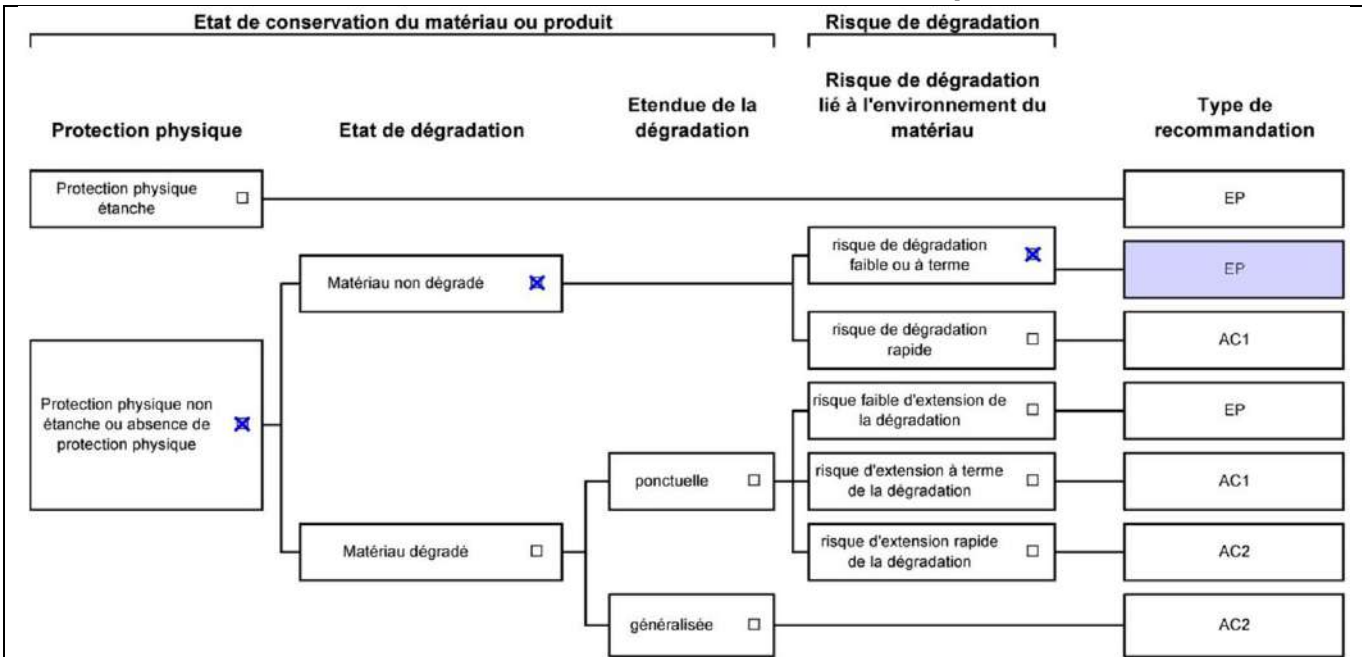 Etat de conservation du matériau ou produit
Risque de dégradation
Protection physique
Etat de dégradation
Etendue de la
dégradation
Risque de dégradation
lié à l'environnement du
matériau
Type de
recommandation
Protection physique
étanche
EP
risque de dégradation
faible ou à terme
EP
Matériau non dégradé
risque de dégradation
rapide
AC1
Protection physique non
étanche ou absence de
protection physique
risque faible d'extension de
la dégradation
EP
ponctuelle
risque d'extension à terme
de la dégradation
AC1
Matériau dégradé
risque d'extension rapide
de la dégradation
AC2
généralisée
AC2